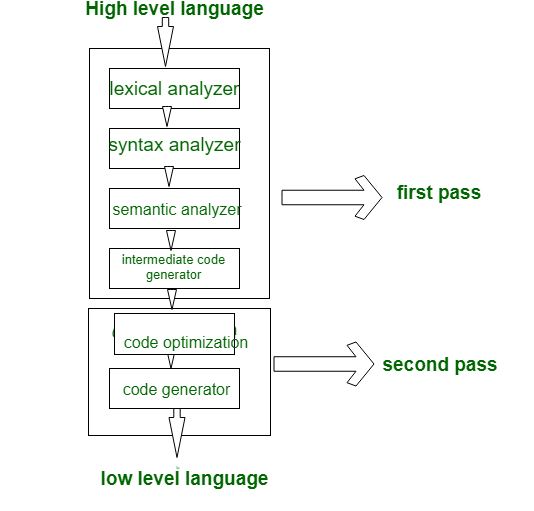 High level language
lexical analyzer
syntax analyzer
semantic analyzer
first pass
intermediate code
generator
code optimization
second pass
code generator
low level language